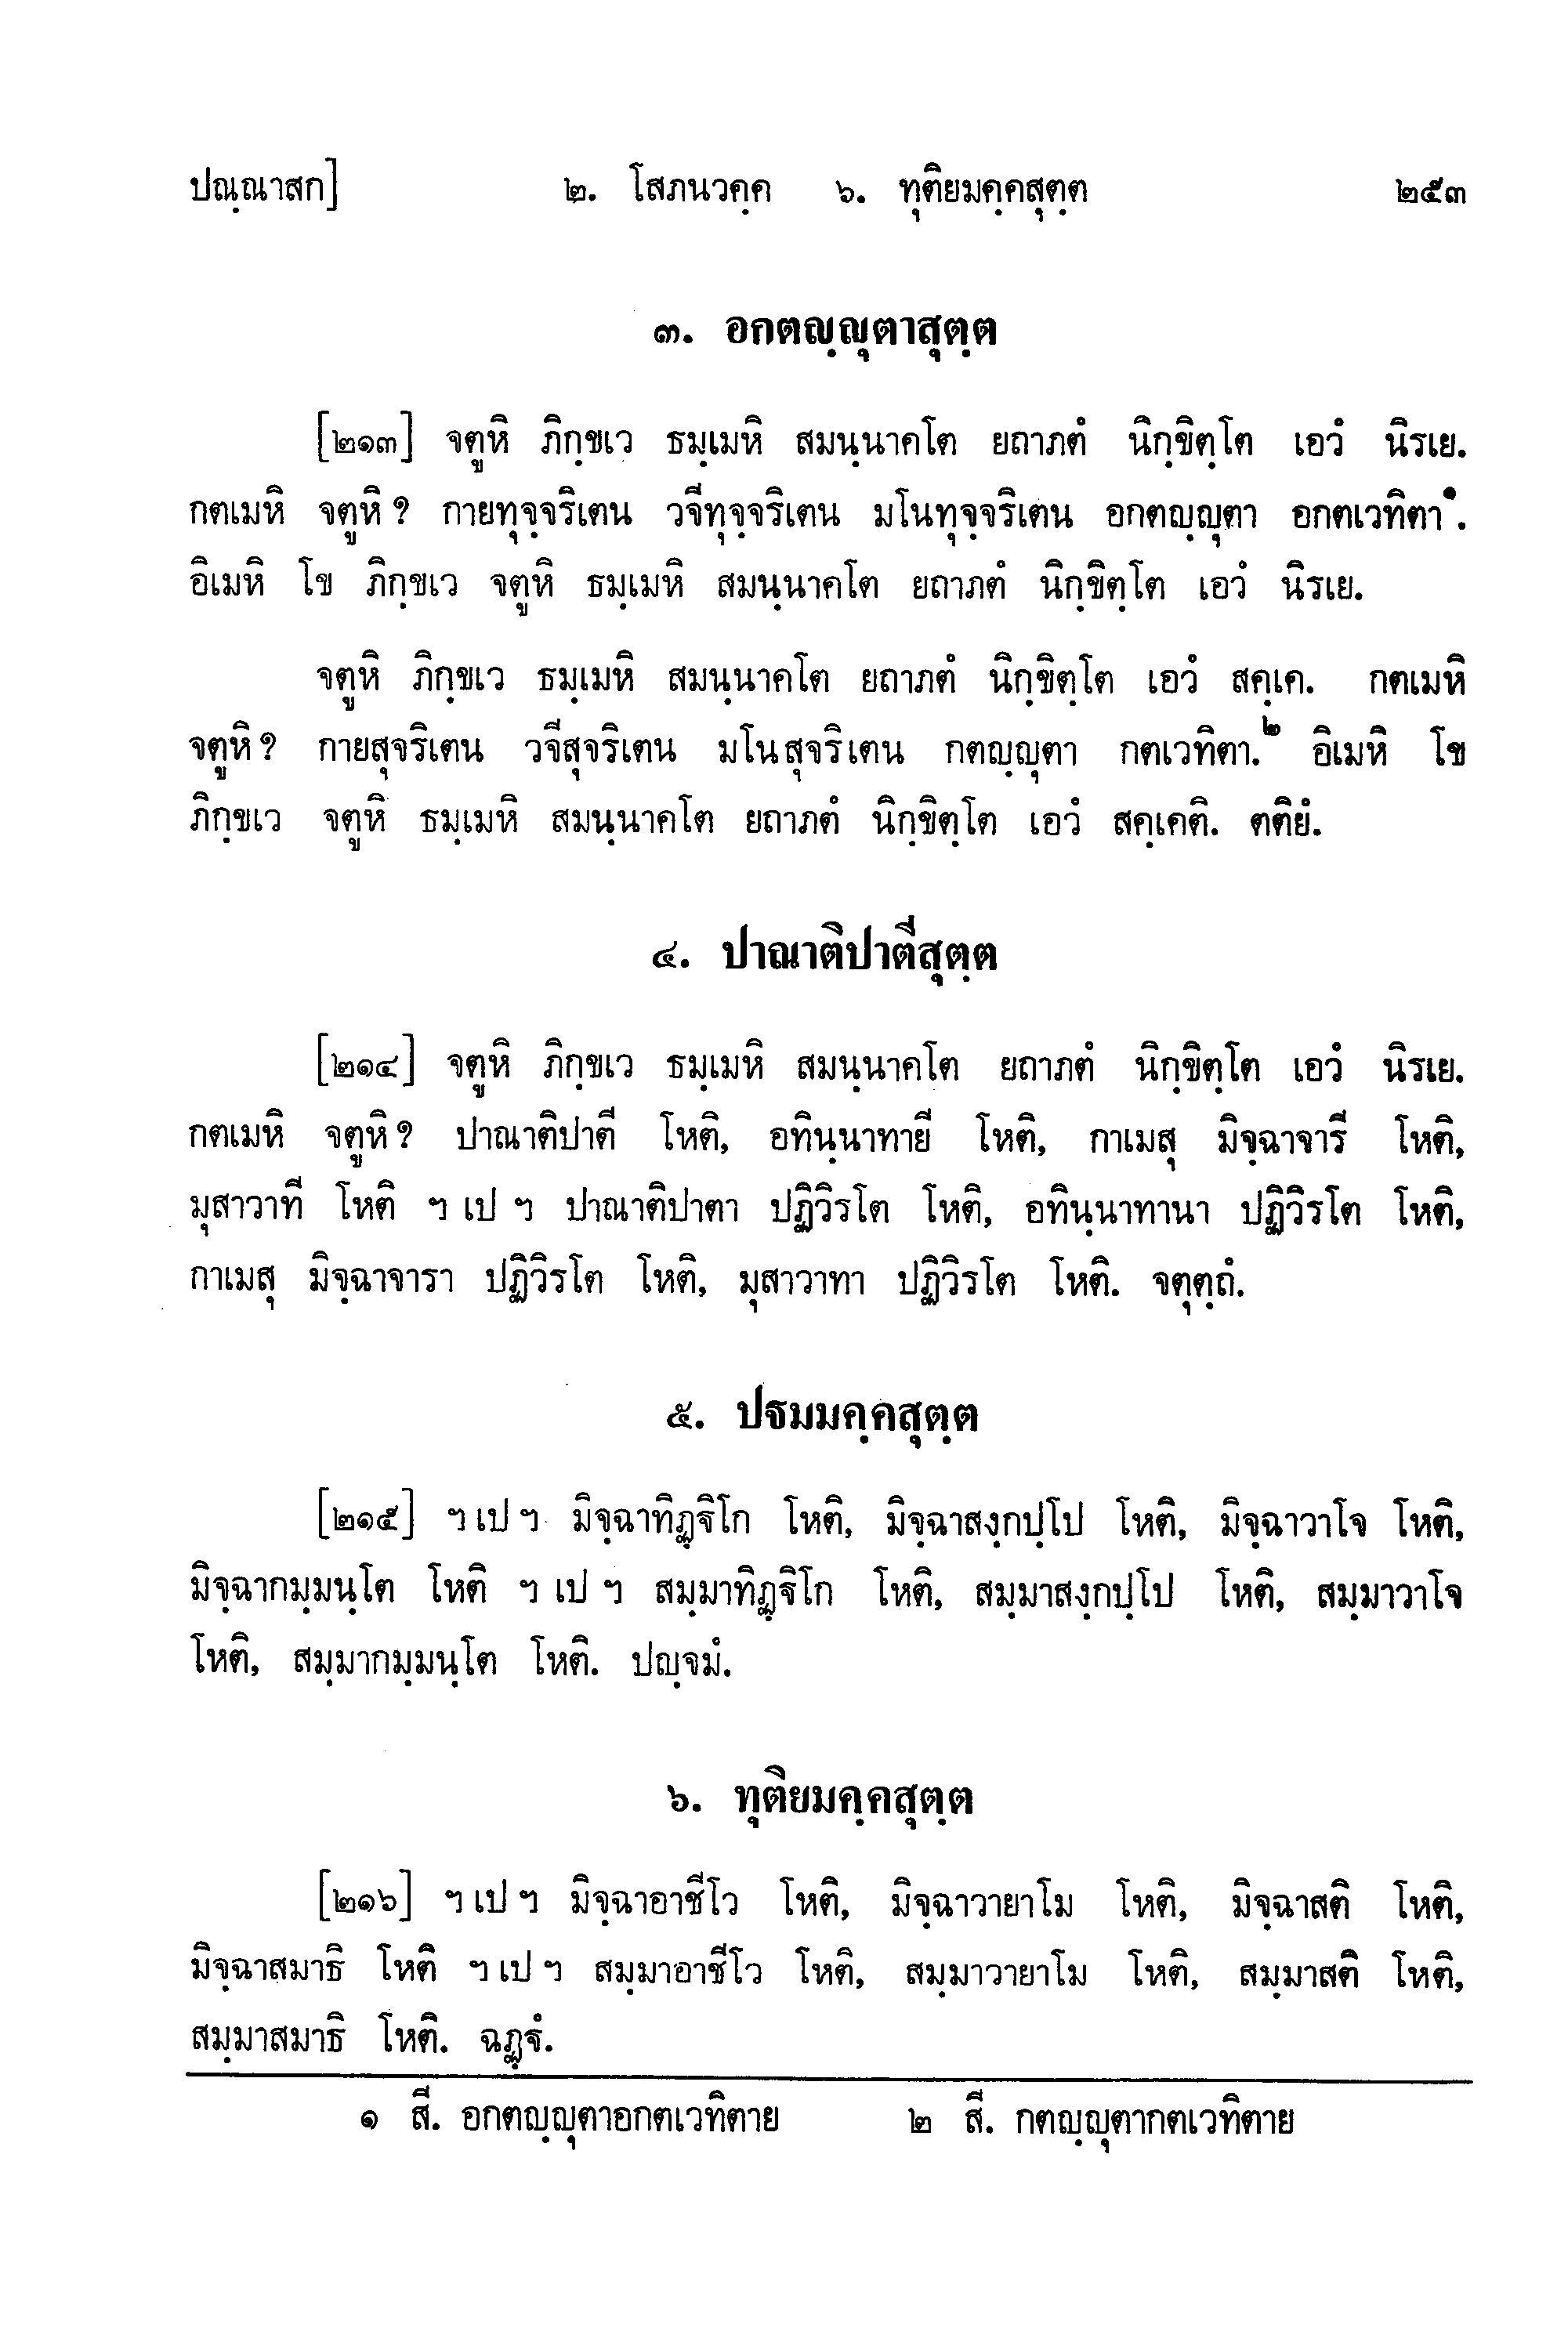 ปณฺณาสก] ๒. โสภนวคฺค ๖. ทุติยมคฺคสุตฺต ๒๕๓
๓. อกตญฺญุตาสุตฺต
[๒๑๓] จตูหิ ภิกฺขเว ธมฺเมหิ สมนฺนาคโต ยถาภตํ นิกฺขิตฺโต เอวํ นิรเย.
กตเมหิ จตูหิ? กายทุจฺจริเตน วจีทุจฺจริเตน มโนทุจฺจริเตน อกตญฺญุตา อกตเวทิตา๑.
อิเมหิ โข ภิกฺขเว จตูหิ ธมฺเมหิ สมนฺนาคโต ยถาภตํ นิกฺขิตฺโต เอวํ นิรเย.
จตูหิ ภิกฺขเว ธมฺเมหิ สมนฺนาคโต ยถาภตํ นิกฺขิตฺโต เอวํ สคฺเค. กตเมหิ
จตูหิ? กายสุจริเตน วจีสุจริเตน มโนสุจริเตน กตญฺญุตา กตเวทิตา.๒ อิเมหิ โข
ภิกฺขเว จตูหิ ธมฺเมหิ สมนฺนาคโต ยถาภตํ นิกฺขิตฺโต เอวํ สคฺเคติ. ตติยํ.
๔. ปาณาติปาตีสุตฺต
[๒๑๔] จตูหิ ภิกฺขเว ธมฺเมหิ สมนฺนาคโต ยถาภตํ นิกฺขิตฺโต เอวํ นิรเย.
กตเมหิ จตูหิ? ปาณาติปาตี โหติ, อทินฺนาทายี โหติ, กาเมสุ มิจฺฉาจารี โหติ,
มุสาวาที โหติ ฯ เป ฯ ปาณาติปาตา ปฏิวิรโต โหติ, อทินฺนาทานา ปฏิวิรโต โหติ,
กาเมสุ มิจฺฉาจารา ปฏิวิรโต โหติ, มุสาวาทา ปฏิวิรโต โหติ. จตุตฺถํ.
๕. ปฐมมคฺคสุตฺต
[๒๑๕] ฯ เป ฯ มิจฺฉาทิฏฺฐิโก โหติ, มิจฺฉาสงฺกปฺโป โหติ, มิจฺฉาวาโจ โหติ,
มิจฺฉากมฺมนฺโต โหติ ฯ เป ฯ สมฺมาทิฏฺฐิโก โหติ, สมฺมาสงฺกปฺโป โหติ, สมฺมาวาโจ
โหติ, สมฺมากมฺมนฺโต โหติ. ปญฺจมํ.
๖. ทุติยมคฺคสุตฺต
[๒๑๖] ฯ เป ฯ มิจฺฉาอาชีโว โหติ, มิจฺฉาวายาโม โหติ, มิจฺฉาสติ โหติ,
มิจฺฉาสมาธิ โหติ ฯ เป ฯ สมฺมาอาชีโว โหติ, สมฺมาวายาโม โหติ, สมฺมาสติ โหติ,
สมฺมาสมาธิ โหติ. ฉฏฺฐํ.
๑ สี. อกตญฺญุตาอกตเวทิตาย ๒ สี. กตญฺญุตากตเวทิตาย